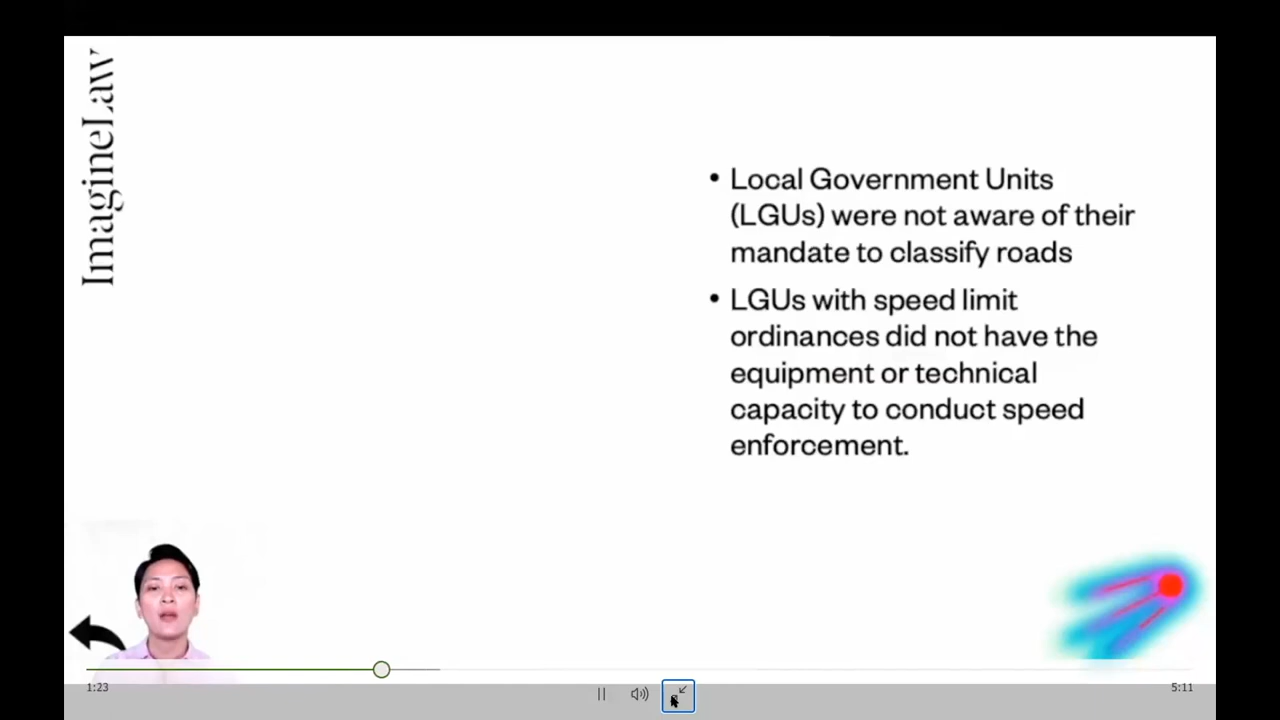 ImagineLaw
• Local Government Units
(LGUs) were not aware of their
mandate to classify roads
• LGUs with speed limit
ordinances did not have the
equipment or technical
capacity to conduct speed
enforcement.
1:23
5:11